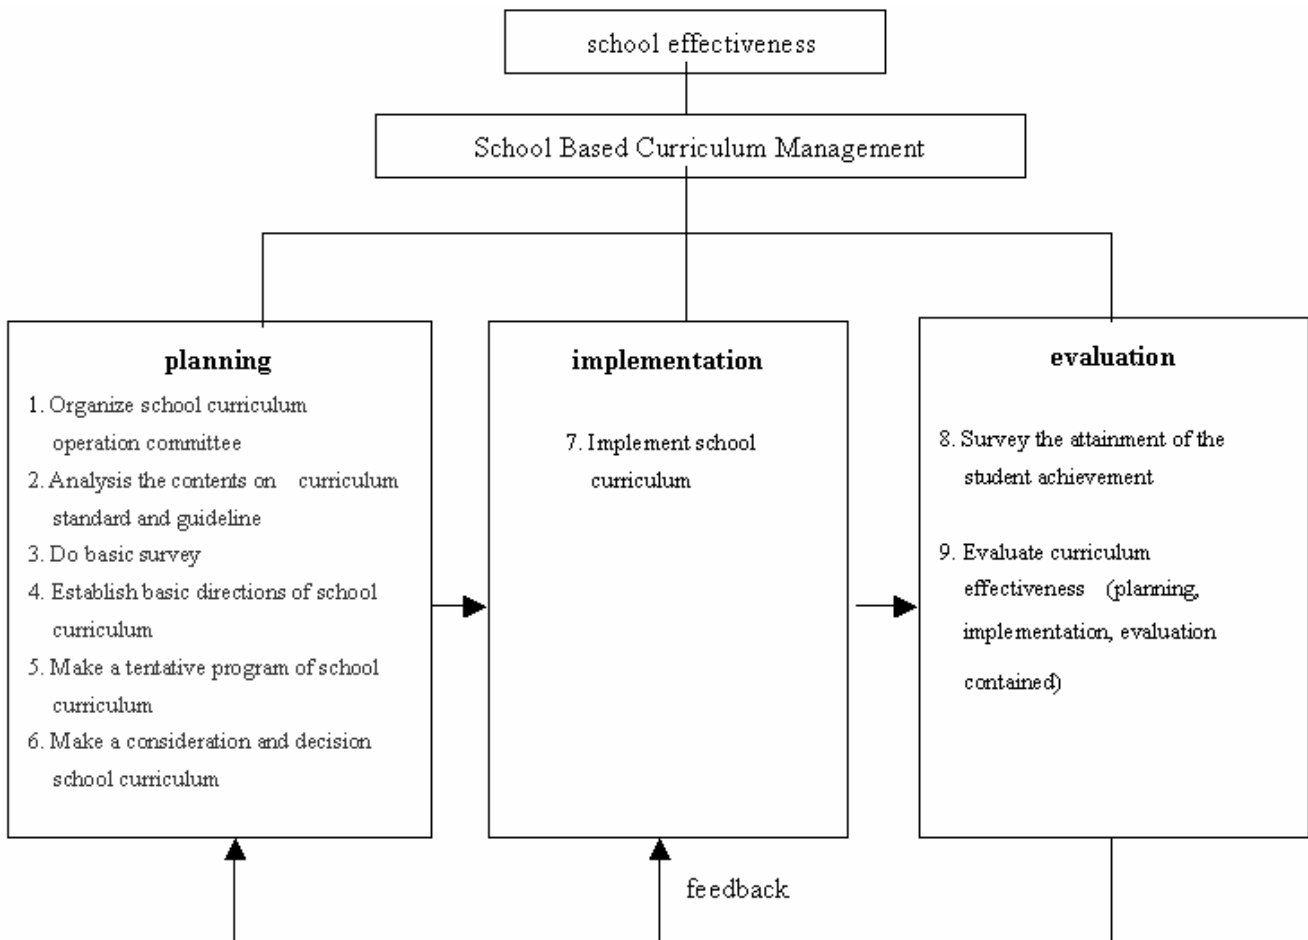 school effectiveness
School Based Curriculum Management
planning
1. Organize school curriculum
operation committee
2. Analysis the contents on curriculum
standard and guideline
3. Do basic survey
4. Establish basic directions of school
curriculum
5. Make a tentative program of school
curriculum
6. Make a consideration and decision
school curriculum
implementation
7. Implement school
curriculum
evaluation
8. Survey the attainment of the
student achievement
9. Evaluate curriculum
effectiveness (planning,
implementation, evaluation
contained)
feedback